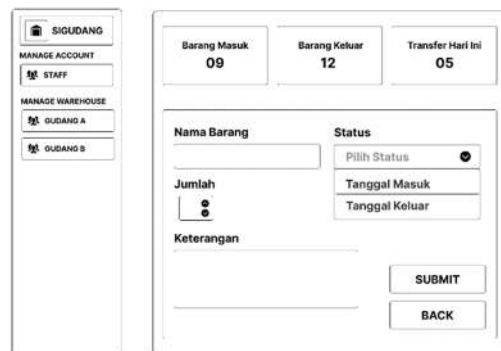 SIGUDANG
MANAGE ACCOUNT
STAFF
MANAGE WAREHOUSE
GUDANG A
GUDANG B
Barang Masuk
09
Barang Keluar
12
Transfer Hari Ini
05
Nama Barang
Status
Pilih Status
Tanggal Masuk
Tanggal Keluar
Jumlah
Keterangan
SUBMIT
BACK